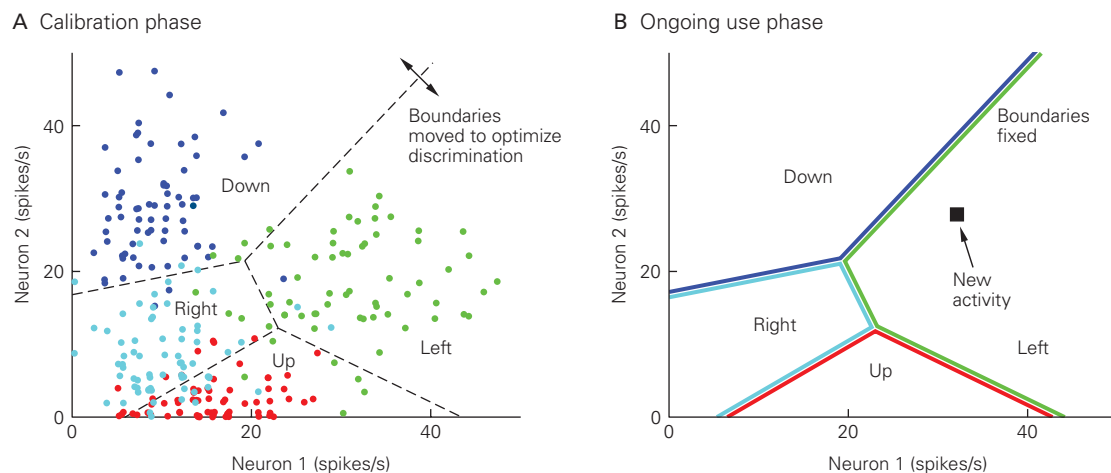 A Calibration phase
40
20
0
0
20
40
Neuron 2 (spikes/s)
Neuron 1 (spikes/s)
Down
Right
Up
Left
Boundaries
moved to optimize
discrimination
B Ongoing use phase
40
20
0
0
20
40
Neuron 2 (spikes/s)
Neuron 1 (spikes/s)
Down
Right
Up
Left
Boundaries
fixed
New
activity